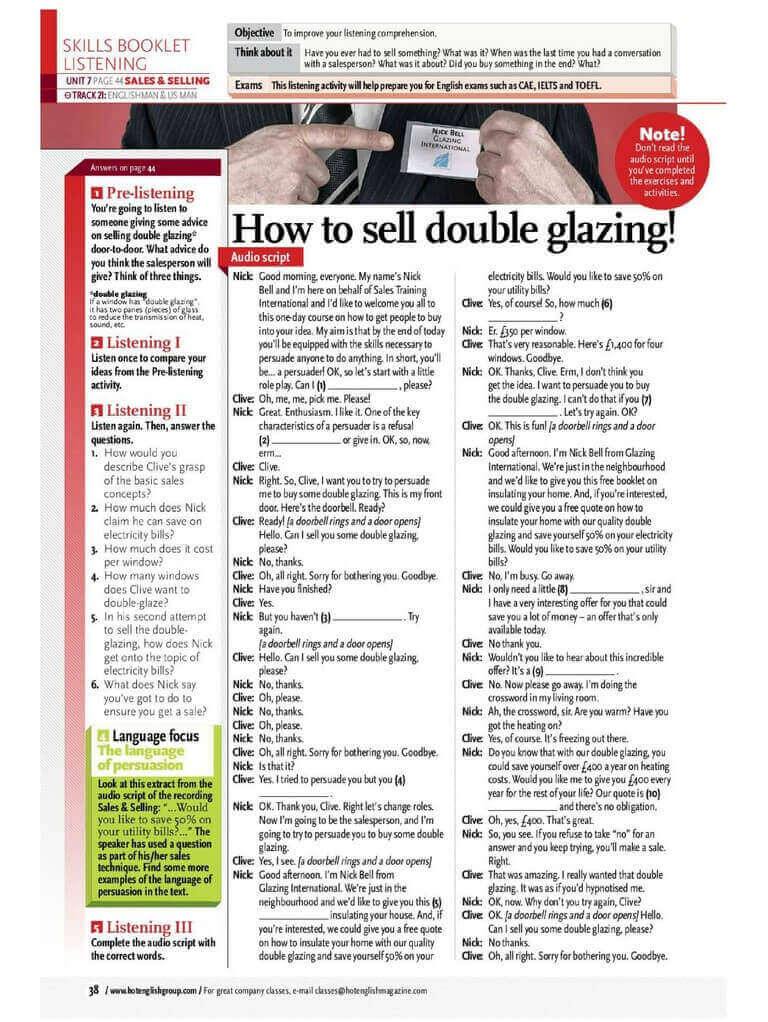 SKILLS BOOKLET
LISTENING
UNIT 7 PAGE 44 SALES & SELLING
TRACK 21: ENGLISHMAN & US MAN
Objective To improve your listening comprehension.
Think about it Have you ever had to sell something? What was it? When was the last time you had a conversation
with a salesperson? What was it about? Did you buy something in the end? What?
Exams This listening activity will help prepare you for English exams such as CAE, IELTS and TOEFL.
NICK BELL
GLAZING
INTERNATIONAL
Note!
Don't read the
audio script until
you've completed
the exercises and
activities.
Answers on page 44
1 Pre-listening
You're going to listen to
someone giving some advice
on selling double glazing*
door-to-door. What advice do
you think the salesperson will
give? Think of three things.
*double glazing
If a window has "double glazing",
it has two panes (pieces) of glass
to reduce the transmission of heat,
sound, etc.
2 Listening I
Listen once to compare your
ideas from the Pre-listening
activity.
3 Listening II
Listen again. Then, answer the
questions.
1. How would you
describe Clive's grasp
of the basic sales
concepts?
2. How much does Nick
claim he can save on
electricity bills?
3. How much does it cost
per window?
4. How many windows
does Clive want to
double-glaze?
5. In his second attempt
to sell the double-
glazing, how does Nick
get onto the topic of
electricity bills?
6. What does Nick say
you've got to do to
ensure you get a sale?
4 Language focus
The language
of persuasion
Look at this extract from the
audio script of the recording
Sales & Selling: "...Would
you like to save 50% on
your utility bills?..." The
speaker has used a question
as part of his/her sales
technique. Find some more
examples of the language of
persuasion in the text.
5 Listening III
Complete the audio script with
the correct words.
How to sell double glazing!
Audio script
Nick: Good morning, everyone. My name's Nick
Bell and I'm here on behalf of Sales Training
International and I'd like to welcome you all to
this one-day course on how to get people to buy
into your idea. My aim is that by the end of today
you'll be equipped with the skills necessary to
persuade anyone to do anything. In short, you'll
be... a persuader! OK, so let's start with a little
role play. Can I (1) ______________, please?
Clive: Oh, me, me, pick me. Please!
Nick: Great. Enthusiasm. I like it. One of the key
characteristics of a persuader is a refusal
(2) ______________ or give in. OK, so, now,
erm...
Clive: Clive.
Nick: Right. So, Clive, I want you to try to persuade
me to buy some double glazing. This is my front
door. Here's the doorbell. Ready?
Clive: Ready! [a doorbell rings and a door opens]
Hello. Can I sell you some double glazing,
please?
Nick: No, thanks.
Clive: Oh, all right. Sorry for bothering you. Goodbye.
Nick: Have you finished?
Clive: Yes.
Nick: But you haven't (3) ______________. Try
again.
[a doorbell rings and a door opens]
Clive: Hello. Can I sell you some double glazing,
please?
Nick: No, thanks.
Clive: Oh, please.
Nick: No, thanks.
Clive: Oh, please.
Nick: No, thanks.
Clive: Oh, all right. Sorry for bothering you. Goodbye.
Nick: Is that it?
Clive: Yes. I tried to persuade you but you (4)
______________.
Nick: OK. Thank you, Clive. Right let's change roles.
Now I'm going to be the salesperson, and I'm
going to try to persuade you to buy some double
glazing.
Clive: Yes, I see. [a doorbell rings and a door opens]
Nick: Good afternoon. I'm Nick Bell from
Glazing International. We're just in the
neighbourhood and we'd like to give you this (5)
______________ insulating your house. And, if
you're interested, we could give you a free quote
on how to insulate your home with our quality
double glazing and save yourself 50% on your
electricity bills. Would you like to save 50% on
your utility bills?
Clive: Yes, of course! So, how much (6)
______________?
Nick: Er. £350 per window.
Clive: That's very reasonable. Here's £1,400 for four
windows. Goodbye.
Nick: OK. Thanks, Clive. Erm, I don't think you
get the idea. I want to persuade you to buy
the double glazing. I can't do that if you (7)
______________. Let's try again. OK?
Clive: OK. This is fun! [a doorbell rings and a door
opens]
Nick: Good afternoon. I'm Nick Bell from Glazing
International. We're just in the neighbourhood
and we'd like to give you this free booklet on
insulating your home. And, if you're interested,
we could give you a free quote on how to
insulate your home with our quality double
glazing and save yourself 50% on your electricity
bills. Would you like to save 50% on your utility
bills?
Clive: No, I'm busy. Go away.
Nick: I only need a little (8) ______________, sir and
I have a very interesting offer for you that could
save you a lot of money – an offer that's only
available today.
Clive: No thank you.
Nick: Wouldn't you like to hear about this incredible
offer? It's a (9) ______________.
Clive: No. Now please go away. I'm doing the
crossword in my living room.
Nick: Ah, the crossword, sir. Are you warm? Have you
got the heating on?
Clive: Yes, of course. It's freezing out there.
Nick: Do you know that with our double glazing, you
could save yourself over £400 a year on heating
costs. Would you like me to give you £400 every
year for the rest of your life? Our quote is (10)
______________ and there's no obligation.
Clive: Oh, yes, £400. That's great.
Nick: So, you see. If you refuse to take "no" for an
answer and you keep trying, you'll make a sale.
Right.
Clive: That was amazing. I really wanted that double
glazing. It was as if you'd hypnotised me.
Nick: OK, now. Why don't you try again, Clive?
Clive: OK. [a doorbell rings and a door opens] Hello.
Can I sell you some double glazing, please?
Nick: No thanks.
Clive: Oh, all right. Sorry for bothering you. Goodbye.
38 / www.hotenglishgroup.com / For great company classes, e-mail classes@hotenglishmagazine.com